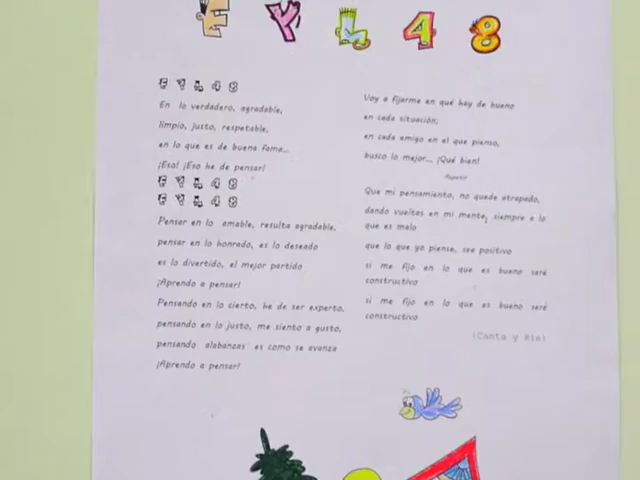 F Y L 4 8
F Y L 4 8
En lo verdadero, agradable,
limpio, justo, respetable,
en lo que es de buena fama...
¡Eso! ¡Eso he de pensar!
F Y L 4 8
F Y L 4 8
Pensar en lo amable, resulta agradable,
pensar en lo honrado, es lo deseado
es lo divertido, el mejor partido
¡Aprendo a pensar!
Pensando en lo cierto, he de ser experto,
pensando en lo justo, me siento a gusto,
pensando alabanzas es como se avanza
¡Aprendo a pensar!
Voy a fijarme en qué hay de bueno
en cada situación;
en cada amigo en el que pienso,
busco lo mejor... ¡Qué bien!
Que mi pensamiento, no quede atrapado,
dando vueltas en mi mente, siempre a lo
que es malo
que lo que yo piense, sea positivo
si me fijo en lo que es bueno seré
constructivo
si me fijo en lo que es bueno seré
constructivo
(Canta y Ríe)